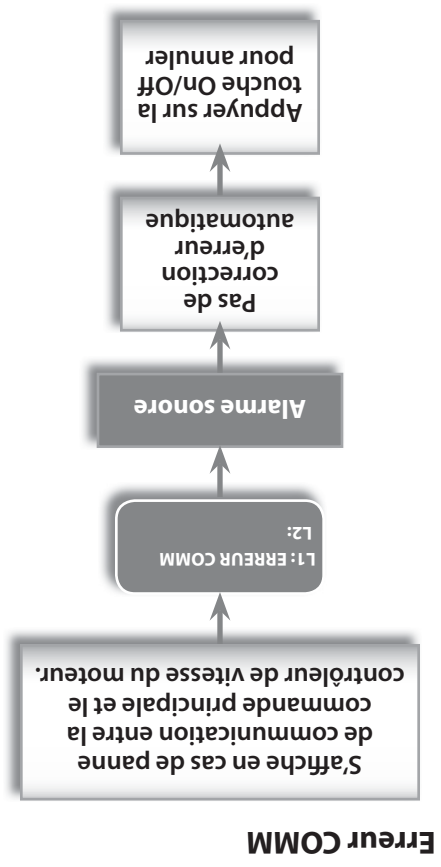 Erreur COMM
S'affiche en cas de panne
de communication entre la
commande principale et le
contrôleur de vitesse du moteur.
L1: ERREUR COMM
L2:
Alarme sonore
Pas de
correction
d'erreur
automatique
Appuyer sur la
touche On/Off
pour annuler